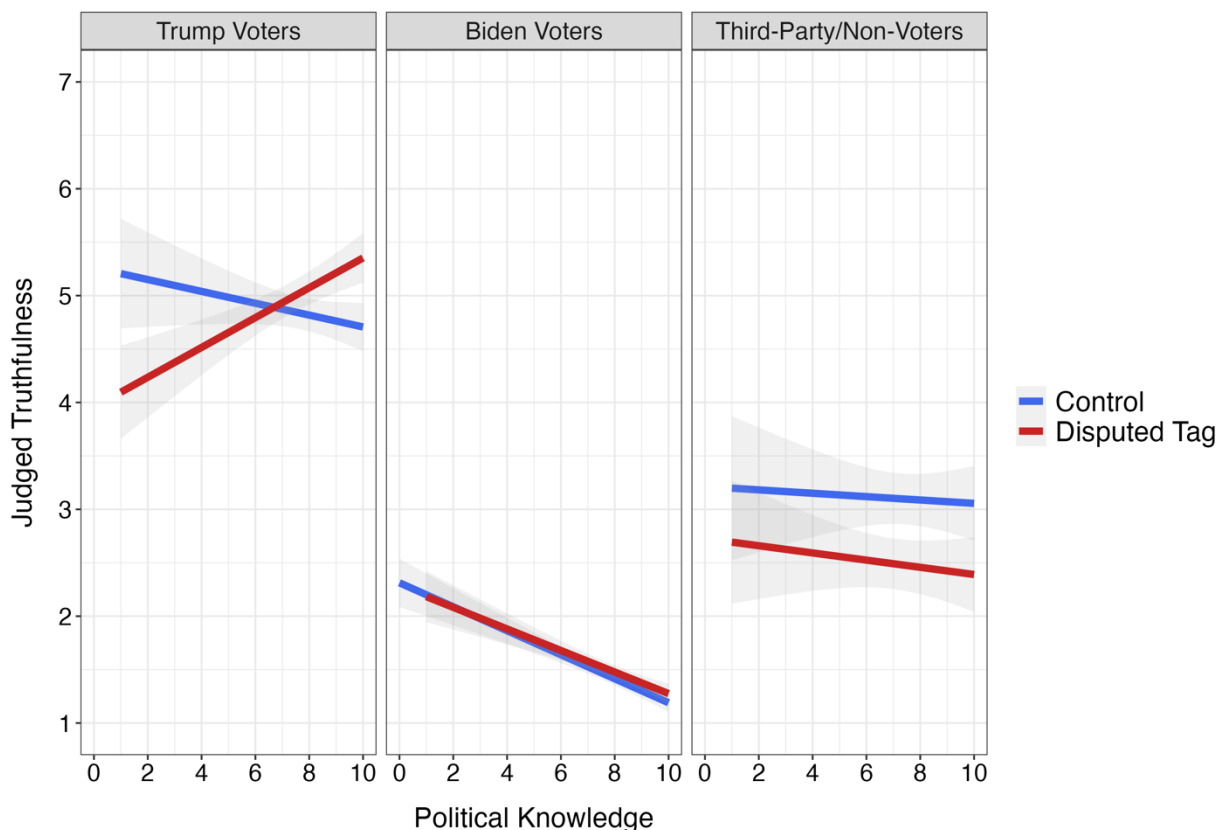 Trump Voters
Biden Voters
Third-Party/Non-Voters
7
6
5
4
3
2
1
Judged Truthfulness
0 2 4 6 8 10
0 2 4 6 8 10
0 2 4 6 8 10
Political Knowledge
Control
Disputed Tag